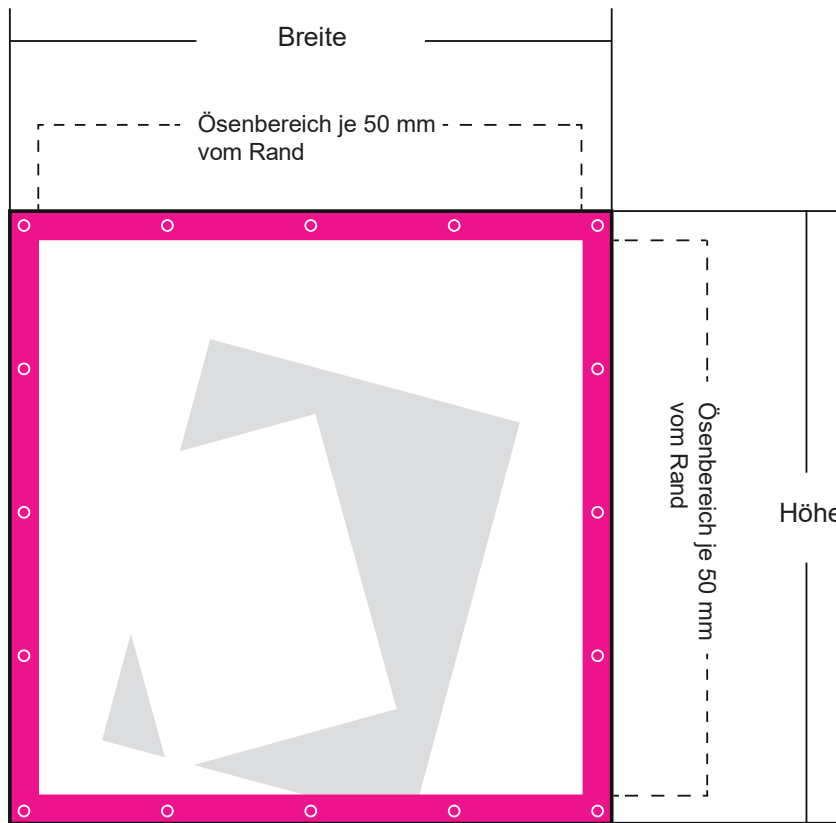 Breite
Ösenbereich je 50 mm
vom Rand
Ösenbereich je 50 mm
vom Rand
Höhe